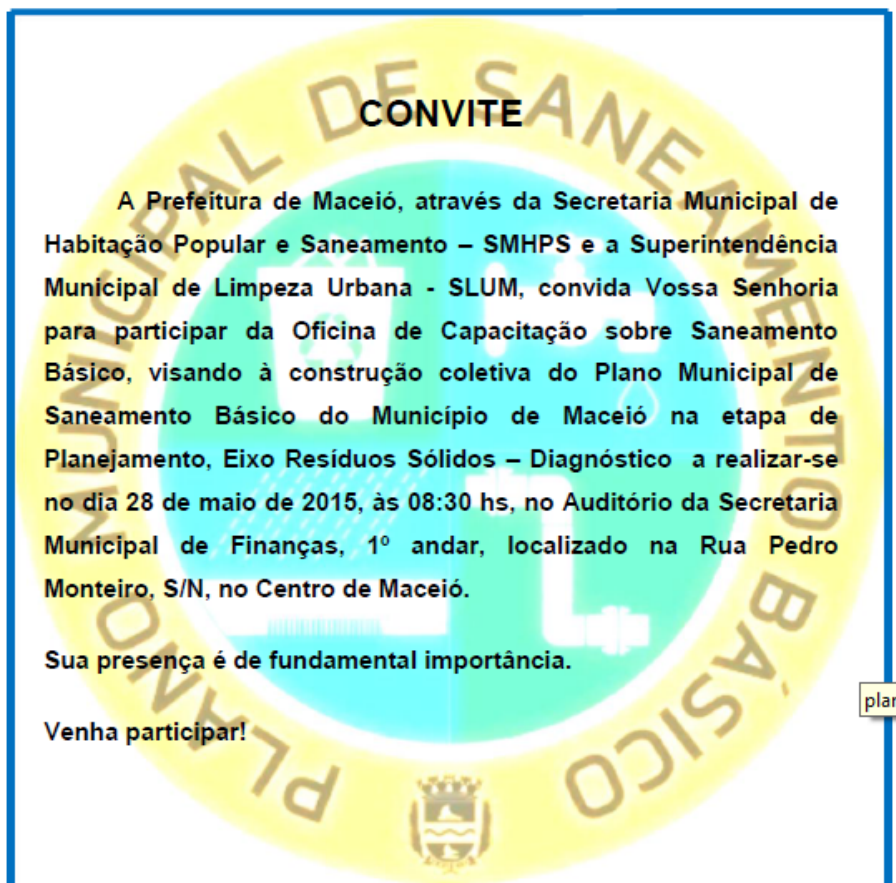 CONVITE
A Prefeitura de Maceió, através da Secretaria Municipal de
Habitação Popular e Saneamento – SMHPS e a Superintendência
Municipal de Limpeza Urbana - SLUM, convida Vossa Senhoria
para participar da Oficina de Capacitação sobre Saneamento
Básico, visando à construção coletiva do Plano Municipal de
Saneamento Básico do Município de Maceió na etapa de
Planejamento, Eixo Resíduos Sólidos – Diagnóstico a realizar-se
no dia 28 de maio de 2015, às 08:30 hs, no Auditório da Secretaria
Municipal de Finanças, 1º andar, localizado na Rua Pedro
Monteiro, S/N, no Centro de Maceió.
Sua presença é de fundamental importância.
Venha participar!
PLANO MUNICIPAL DE SANEAMENTO BÁSICO
plan